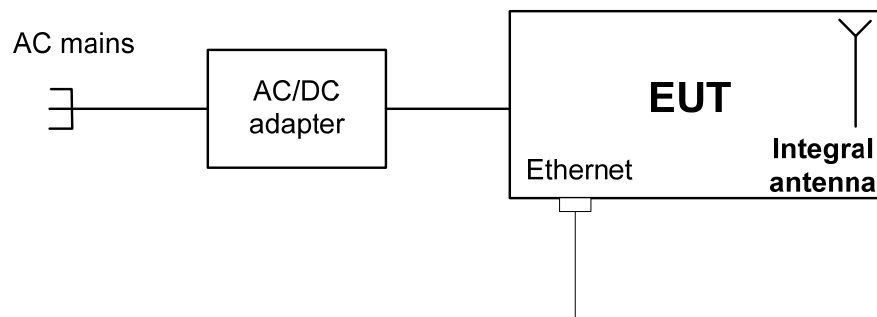 AC mains
AC/DC
adapter
EUT
Ethernet
Integral
antenna